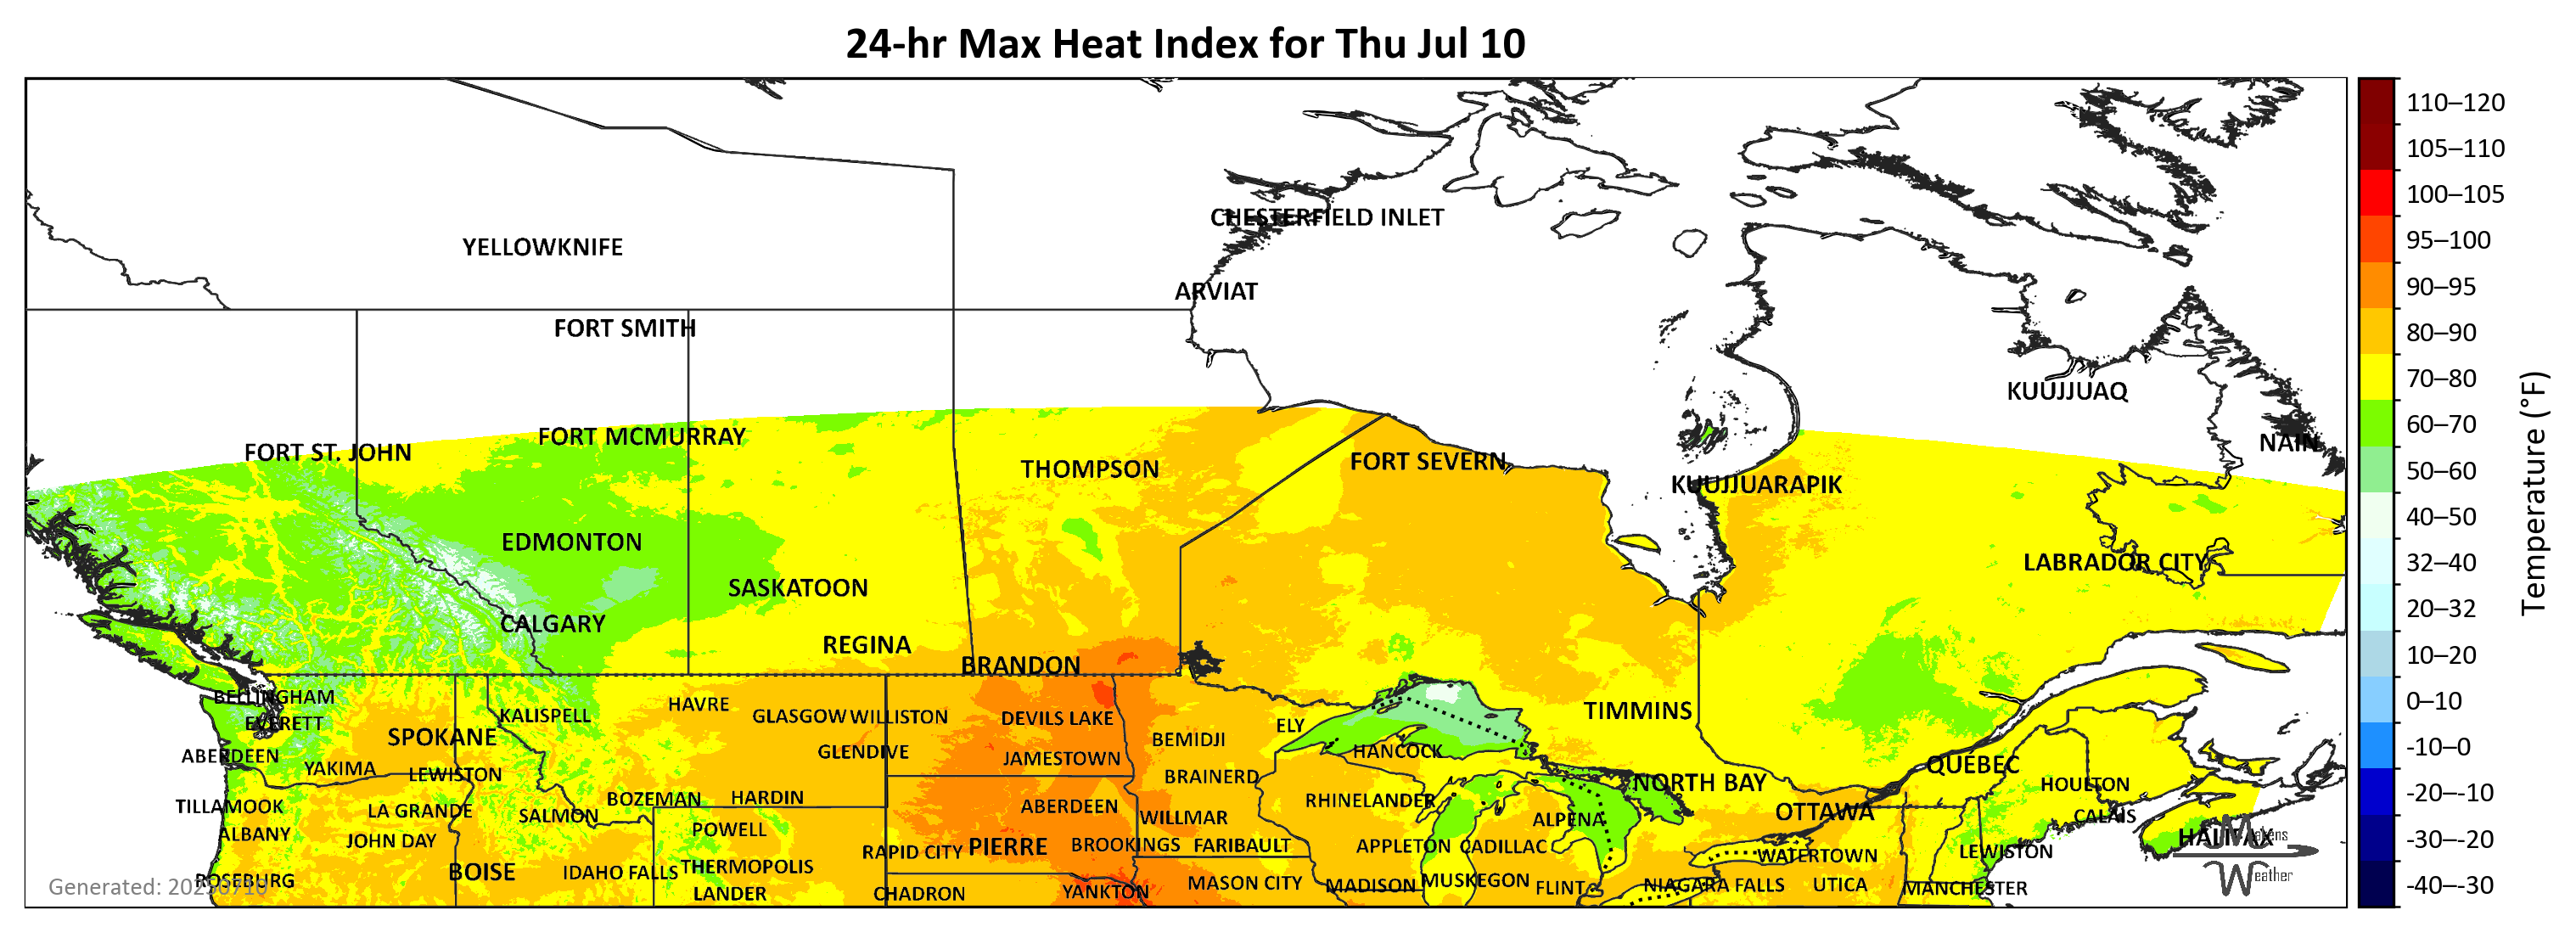 24-hr Max Heat Index for Thu Jul 10
110–120
105–110
CHESTERFIELD INLET
100–105
YELLOWKNIFE
95–100
ARVIAT
90–95
FORT SMITH
80–90
70–80
KUUJJUAQ
60–70
FORT MCMURRAY
NAIN
FORT ST. JOHN
THOMPSON
FORT SEVERN
50–60
KUUJJUARAPIK
40–50
EDMONTON
LABRADOR CITY
32–40
SASKATOON
20–32
CALGARY
REGINA
BRANDON
10–20
Temperature (°F)
BELLINGHAM
HAVRE
0–10
KALISPELL
GLASGOW
WILLISTON
DEVILS LAKE
TIMMINS
EVERETT
ELY
SPOKANE
BEMIDJI
-10–0
ABERDEEN
GLENDIVE
JAMESTOWN
HANCOCK
YAKIMA
LEWISTON
BRAINERD
QUÉBEC
NORTH BAY
HOULTON
-20–-10
TILLAMOOK
LA GRANDE
SALMON
BOZEMAN
HARDIN
ABERDEEN
WILLMAR
RHINELANDER
ALPENA
OTTAWA
CALAIS
ALBANY
JOHN DAY
POWELL
PIERRE
BROOKINGS
FARIBAULT
APPLETON
CADILLAC
HALIFAX
Makens
-30–-20
RAPID CITY
WATERTOWN
LEWISTON
BOISE
IDAHO FALLS
THERMOPOLIS
Weather
ROSEBURG
Generated: 20250710
LANDER
CHADRON
YANKTON
MASON CITY
MADISON
MUSKEGON
FLINT
NIAGARA FALLS
UTICA
MANCHESTER
-40–-30